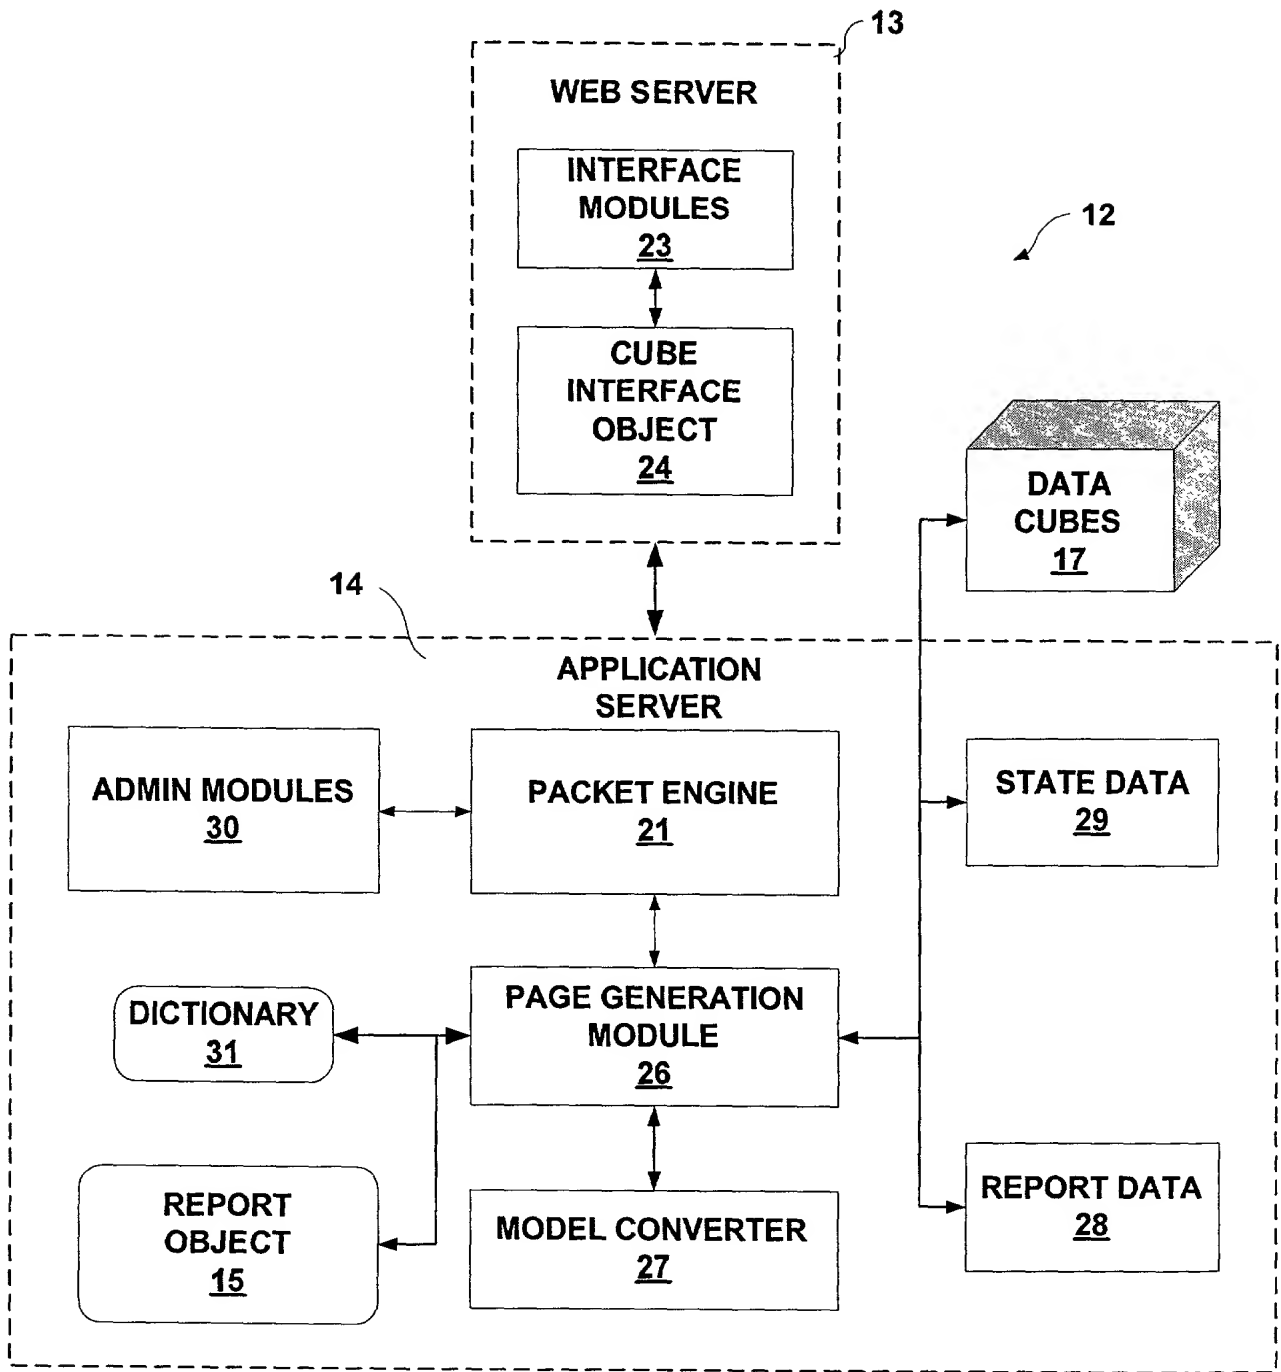 13
WEB SERVER
INTERFACE
MODULES
23
12
CUBE
INTERFACE
OBJECT
24
DATA
CUBES
17
14
APPLICATION
SERVER
ADMIN MODULES
30
PACKET ENGINE
21
STATE DATA
29
DICTIONARY
31
PAGE GENERATION
MODULE
26
REPORT
OBJECT
15
MODEL CONVERTER
27
REPORT DATA
28